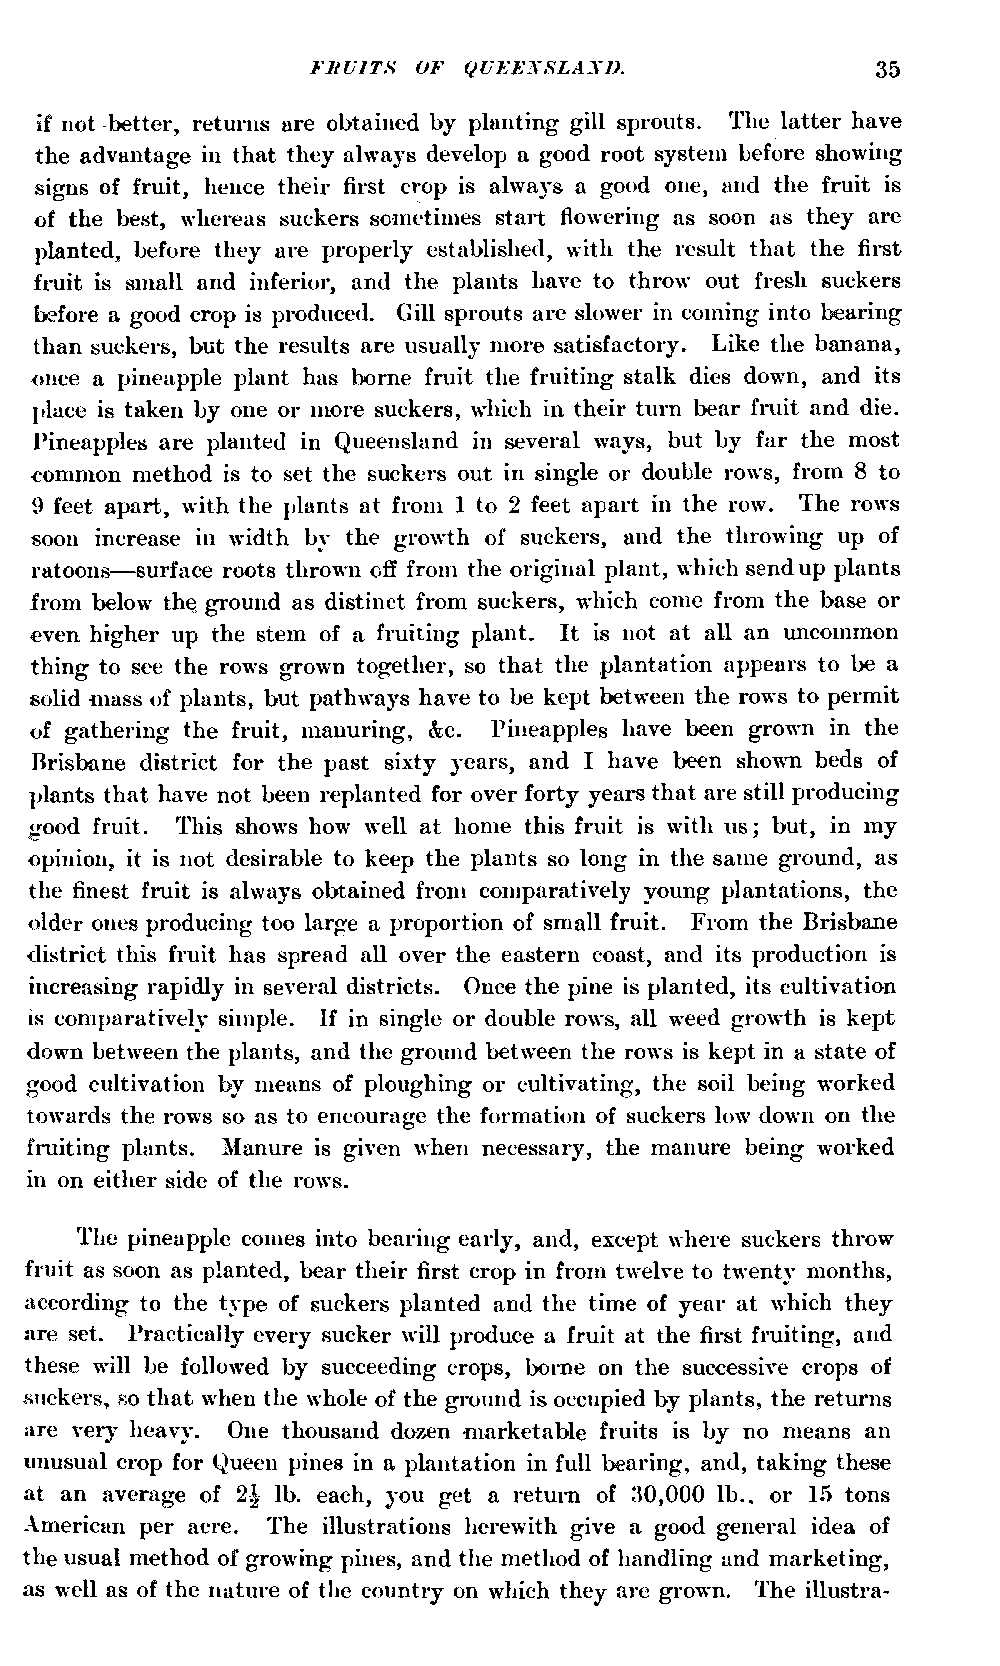 FRUITS OF QUEENSLAND. 35
if not better, returns are obtained by planting gill sprouts. The latter have
the advantage in that they always develop a good root system before showing
signs of fruit, hence their first crop is always a good one, and the fruit is
of the best, whereas suckers sometimes start flowering as soon as they are
planted, before they are properly established, with the result that the first
fruit is small and inferior, and the plants have to throw out fresh suckers
before a good crop is produced. Gill sprouts are slower in coming into bearing
than suckers, but the results are usually more satisfactory. Like the banana,
once a pineapple plant has borne fruit the fruiting stalk dies down, and its
place is taken by one or more suckers, which in their turn bear fruit and die.
Pineapples are planted in Queensland in several ways, but by far the most
common method is to set the suckers out in single or double rows, from 8 to
9 feet apart, with the plants at from 1 to 2 feet apart in the row. The rows
soon increase in width by the growth of suckers, and the throwing up of
ratoons—surface roots thrown off from the original plant, which send up plants
from below the ground as distinct from suckers, which come from the base or
even higher up the stem of a fruiting plant. It is not at all an uncommon
thing to see the rows grown together, so that the plantation appears to be a
solid mass of plants, but pathways have to be kept between the rows to permit
of gathering the fruit, manuring, &c. Pineapples have been grown in the
Brisbane district for the past sixty years, and I have been shown beds of
plants that have not been replanted for over forty years that are still producing
good fruit. This shows how well at home this fruit is with us; but, in my
opinion, it is not desirable to keep the plants so long in the same ground, as
the finest fruit is always obtained from comparatively young plantations, the
older ones producing too large a proportion of small fruit. From the Brisbane
district this fruit has spread all over the eastern coast, and its production is
increasing rapidly in several districts. Once the pine is planted, its cultivation
is comparatively simple. If in single or double rows, all weed growth is kept
down between the plants, and the ground between the rows is kept in a state of
good cultivation by means of ploughing or cultivating, the soil being worked
towards the rows so as to encourage the formation of suckers low down on the
fruiting plants. Manure is given when necessary, the manure being worked
in on either side of the rows.
The pineapple comes into bearing early, and, except where suckers throw
fruit as soon as planted, bear their first crop in from twelve to twenty months,
according to the type of suckers planted and the time of year at which they
are set. Practically every sucker will produce a fruit at the first fruiting, and
these will be followed by succeeding crops, borne on the successive crops of
suckers, so that when the whole of the ground is occupied by plants, the returns
are very heavy. One thousand dozen marketable fruits is by no means an
unusual crop for Queen pines in a plantation in full bearing, and, taking these
at an average of 2½ lb. each, you get a return of 30,000 lb., or 15 tons
American per acre. The illustrations herewith give a good general idea of
the usual method of growing pines, and the method of handling and marketing,
as well as of the nature of the country on which they are grown. The illustra-